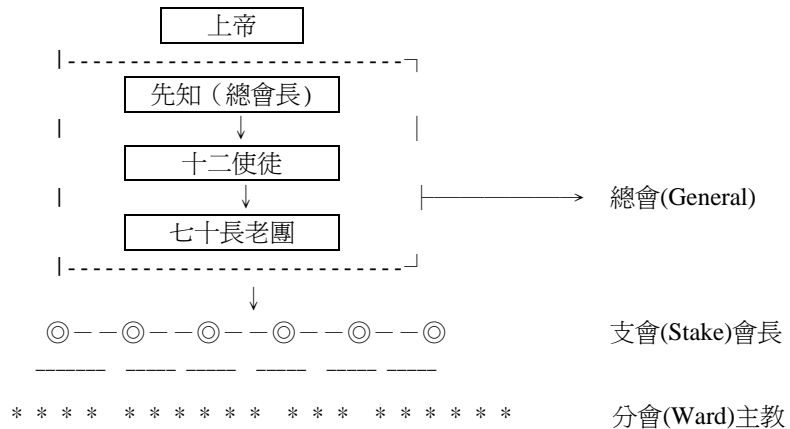 上帝
先知（總會長）
↓
十二使徒
↓
總會(General)
七十長老團
↓
◎－－◎－－◎－－◎－－◎－－◎ 支會(Stake)會長
* * * * * * * * * * * * * * * * * * * 分會(Ward)主教